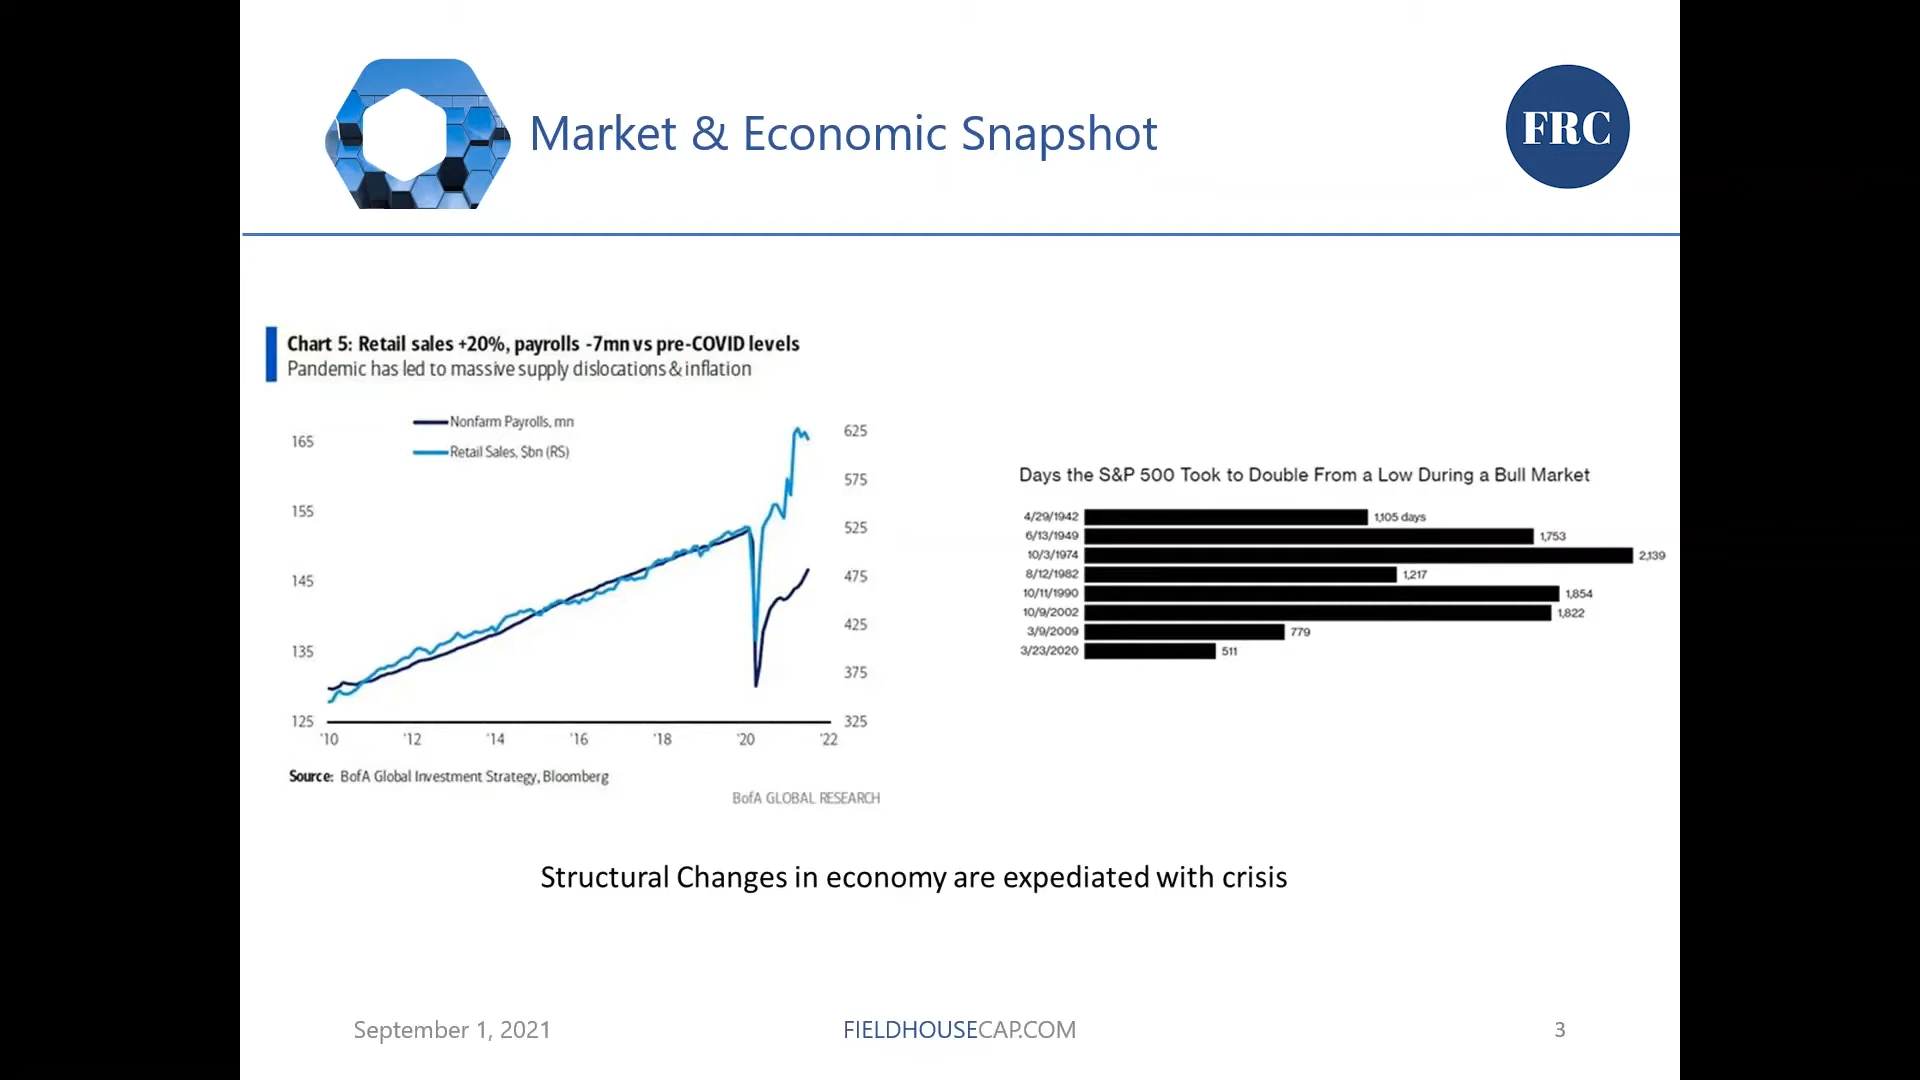 Market & Economic Snapshot
FRC
Chart 5: Retail sales +20%, payrolls -7mn vs pre-COVID levels
Pandemic has led to massive supply dislocations & inflation
Nonfarm Payrolls, mn
Retail Sales, $bn (RS)
165
155
145
135
125
625
575
525
475
425
375
325
'10 '12 '14 '16 '18 '20 '22
Source: BofA Global Investment Strategy, Bloomberg
BofA GLOBAL RESEARCH
Days the S&P 500 Took to Double From a Low During a Bull Market
4/29/1942 1,105 days
6/13/1949 1,753
10/3/1974 2,139
8/12/1982 1,217
10/11/1990 1,854
10/9/2002 1,822
3/9/2009 779
3/23/2020 511
Structural Changes in economy are expediated with crisis
September 1, 2021 FIELDHOUSECAP.COM 3